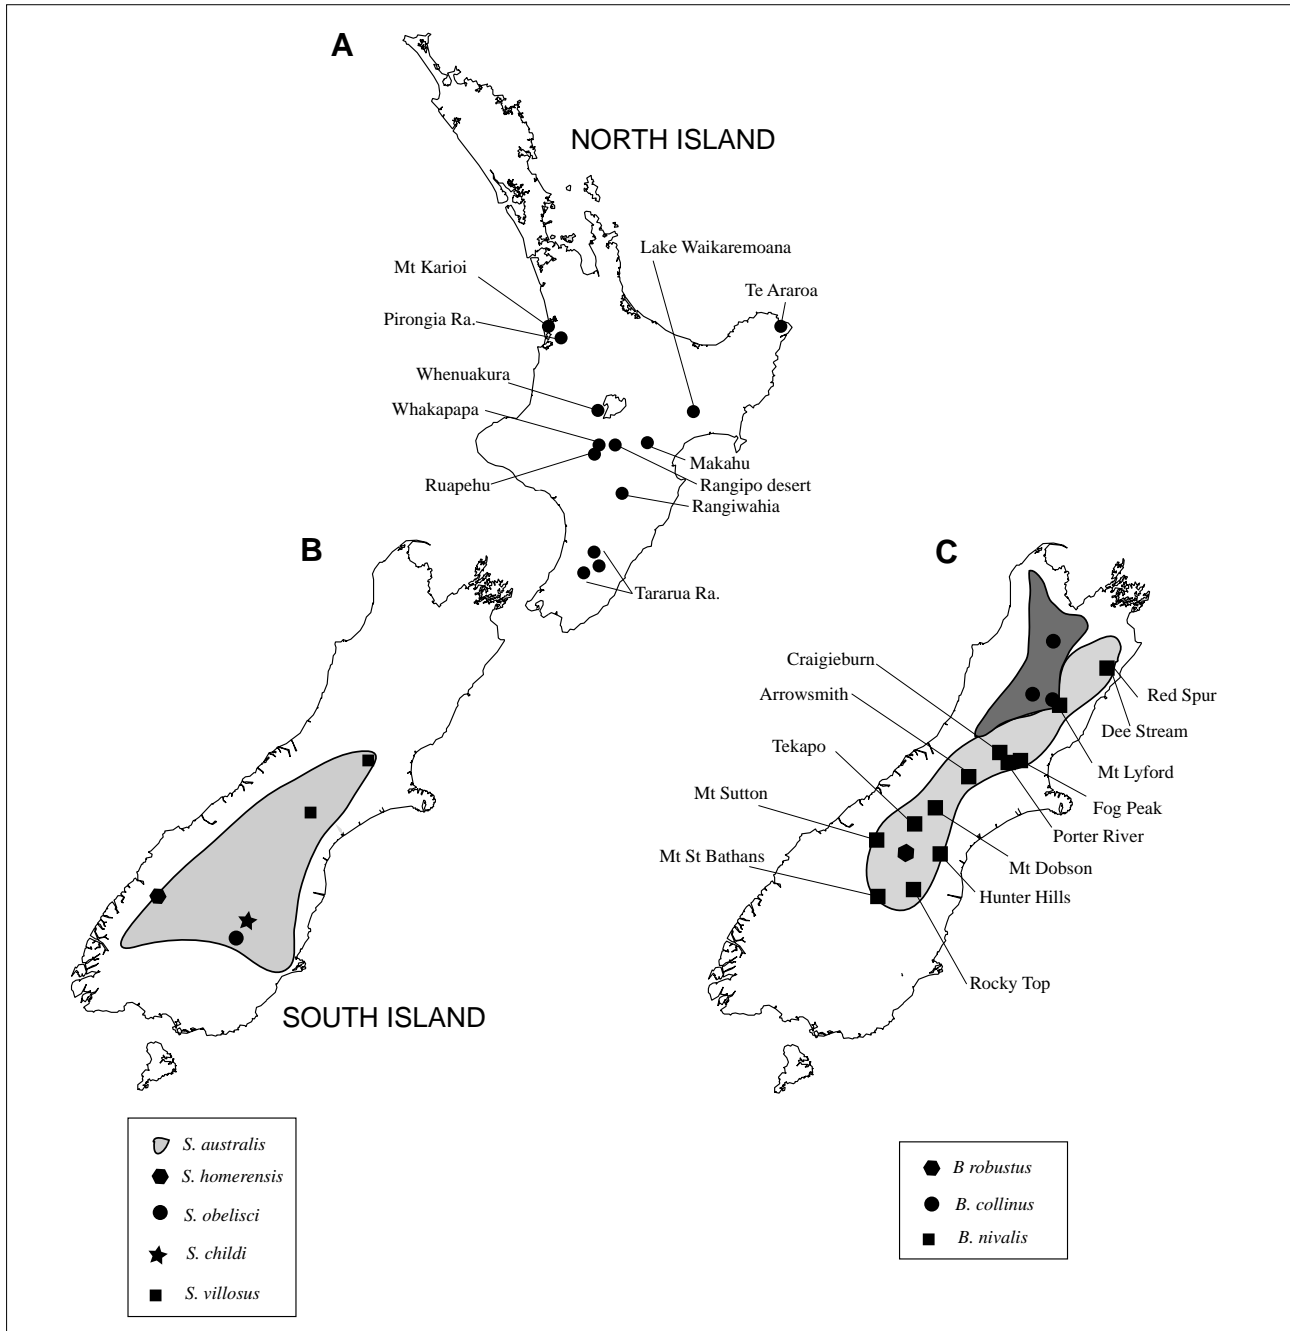 A
NORTH ISLAND
Lake Waikaremoana
Mt Karioi
Te Araroa
Pirongia Ra.
Whenuakura
Whakapapa
Makahu
Ruapehu
Rangipo desert
Rangiwahia
Tararua Ra.
B
SOUTH ISLAND
S. australis
S. homerensis
S. obelisci
S. childi
S. villosus
C
Craigieburn
Arrowsmith
Red Spur
Dee Stream
Tekapo
Mt Lyford
Mt Sutton
Fog Peak
Porter River
Mt St Bathans
Mt Dobson
Hunter Hills
Rocky Top
B robustus
B. collinus
B. nivalis